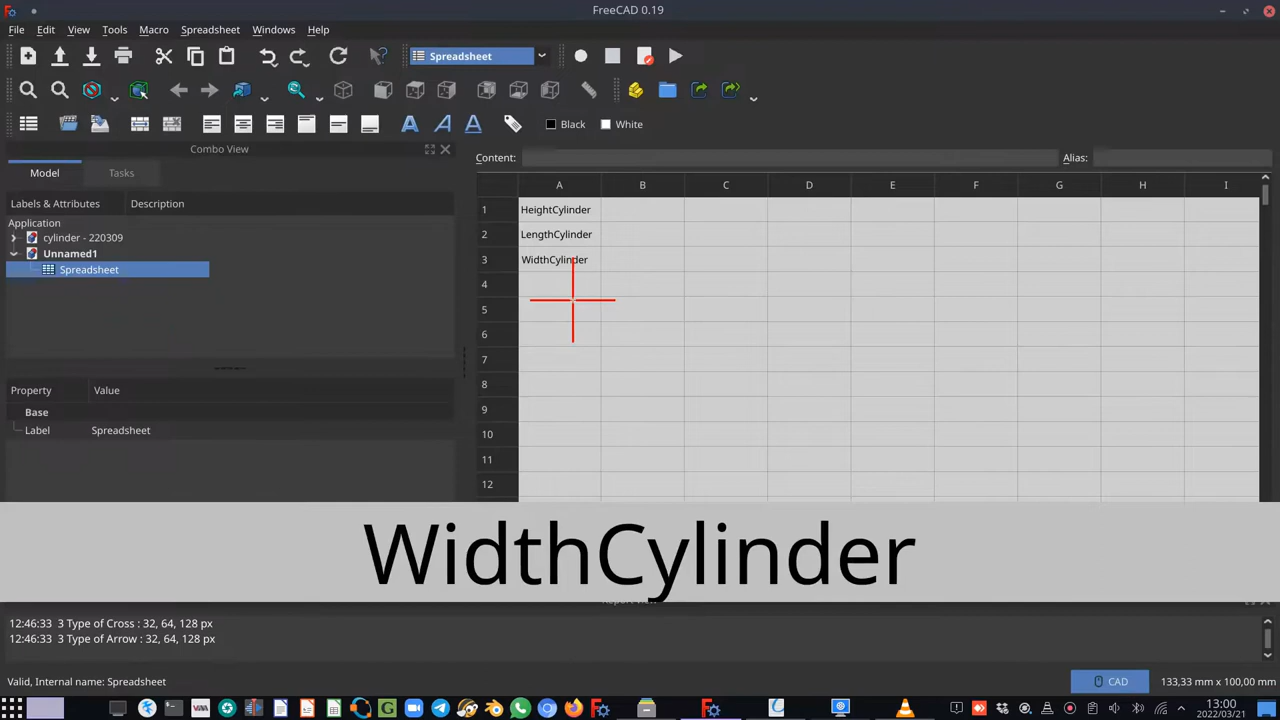 FreeCAD 0.19
File Edit View Tools Macro Spreadsheet Windows Help
Spreadsheet
Black White
Combo View
Content: Alias:
Model Tasks
A B C D E F G H I
Labels & Attributes Description
1 HeightCylinder
Application
2 LengthCylinder
cylinder - 220309
Unnamed1
3 WidthCylinder
Spreadsheet
4
5
6
7
8
9
10
11
12
Property Value
Base
Label Spreadsheet
WidthCylinder
12:46:33 3 Type of Cross : 32, 64, 128 px
12:46:33 3 Type of Arrow : 32, 64, 128 px
Valid, Internal name: Spreadsheet
CAD 133,33 mm x 100,00 mm
13:00
2022/03/21